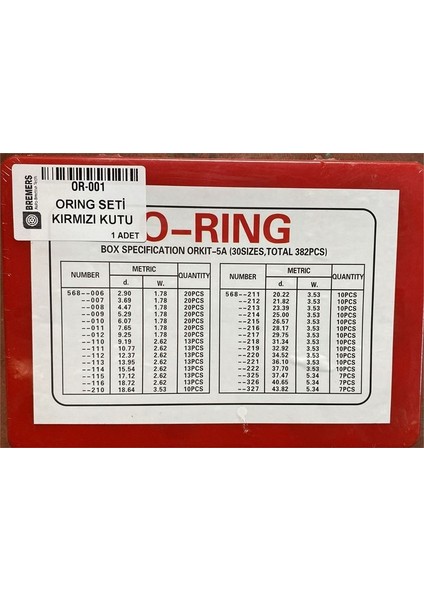 BREMERS
OR-001
ORING SETİ
KIRMIZI KUTU
1 ADET
O-RING
BOX SPECIFICATION ORKIT-5A (30SIZES,TOTAL 382PCS)
NUMBER METRIC QUANTITY NUMBER METRIC QUANTITY
d. W. d. W.
568--006 2.90 1.78 20PCS 568--211 20.22 3.53 10PCS
--007 3.69 1.78 20PCS --212 21.82 3.53 10PCS
--008 4.47 1.78 20PCS --213 23.39 3.53 10PCS
--009 5.29 1.78 20PCS --214 25.00 3.53 10PCS
--010 6.07 1.78 20PCS --215 26.57 3.53 10PCS
--011 7.65 1.78 20PCS --216 28.17 3.53 10PCS
--012 9.25 1.78 20PCS --217 29.74 3.53 10PCS
--110 9.19 2.62 13PCS --218 31.34 3.53 10PCS
--111 10.77 2.62 13PCS --219 32.92 3.53 10PCS
--112 12.37 2.62 13PCS --220 34.52 3.53 10PCS
--113 13.95 2.62 13PCS --221 36.10 3.53 10PCS
--114 15.54 2.62 13PCS --222 37.70 3.53 10PCS
--115 17.12 2.62 13PCS --325 37.47 5.34 7PCS
--116 18.72 2.62 13PCS --326 40.65 5.34 7PCS
--210 18.64 3.53 10PCS --327 43.82 5.34 7PCS